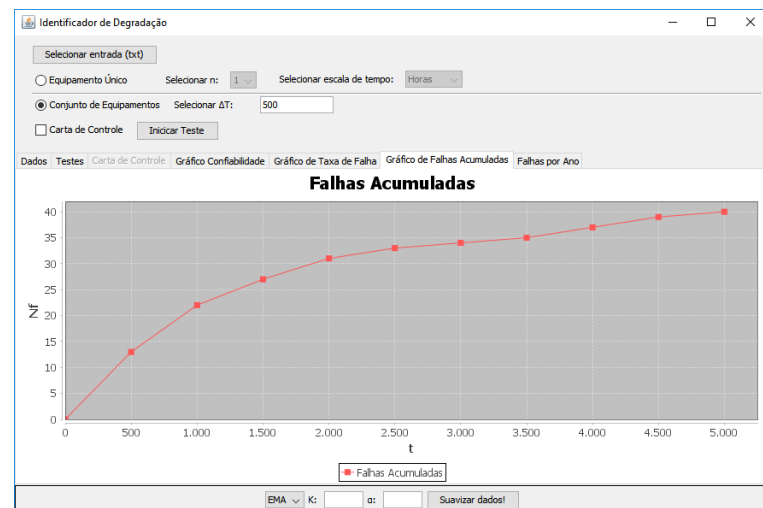 Identificador de Degradação
Selecionar entrada (txt)
Equipamento Único Selecionar n: 1 Selecionar escala de tempo: Horas
Conjunto de Equipamentos Selecionar ΔT: 500
Carta de Controle Inicicar Teste
Dados Testes Carta de Controle Gráfico Confiabilidade Gráfico de Taxa de Falha Gráfico de Falhas Acumuladas Falhas por Ano
Falhas Acumuladas
40
35
30
25
20
15
10
5
0
Nf
0 500 1.000 1.500 2.000 2.500 3.000 3.500 4.000 4.500 5.000
t
Falhas Acumuladas
EMA K: α: Suavizar dados!